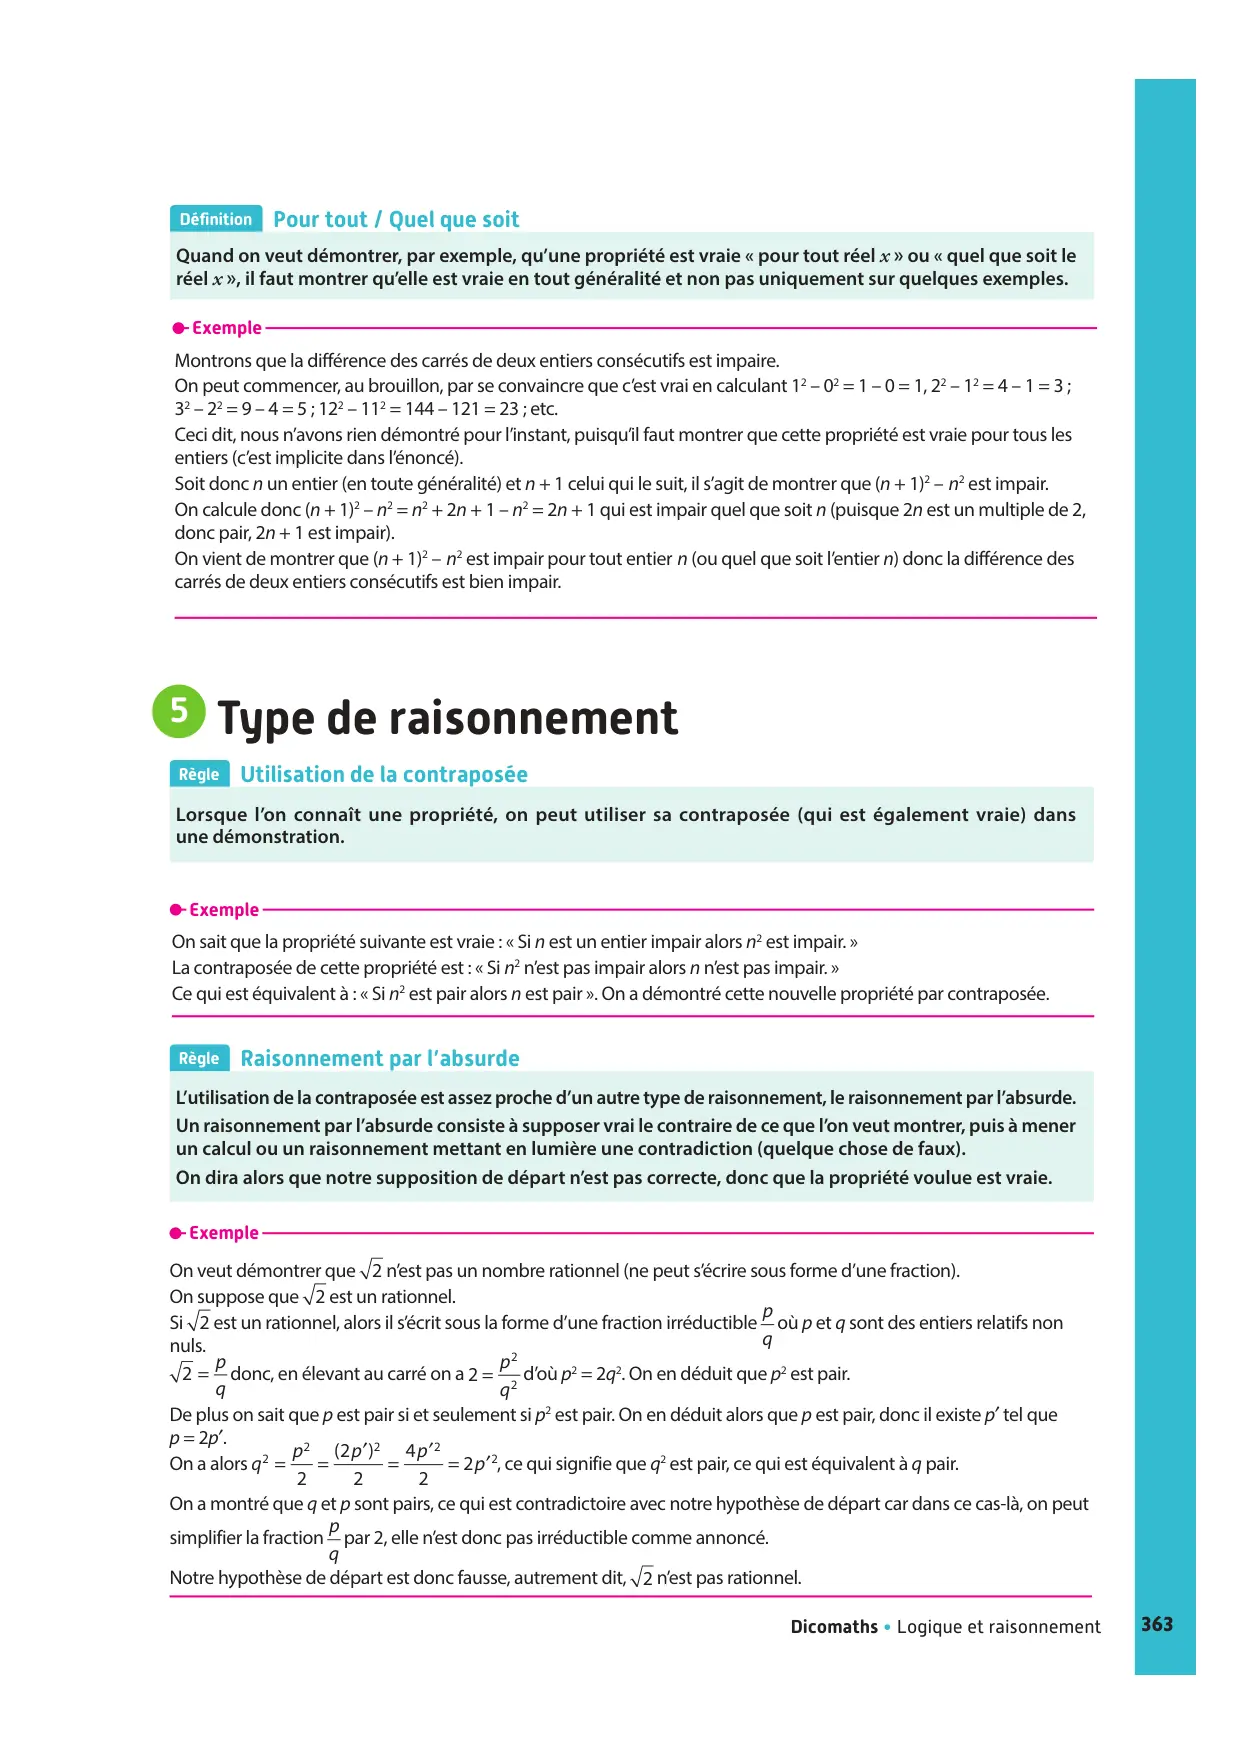 Définition Pour tout / Quel que soit
Quand on veut démontrer, par exemple, qu’une propriété est vraie « pour tout réel x » ou « quel que soit le
réel x », il faut montrer qu’elle est vraie en tout généralité et non pas uniquement sur quelques exemples.
Exemple
Montrons que la différence des carrés de deux entiers consécutifs est impaire.
On peut commencer, au brouillon, par se convaincre que c’est vrai en calculant 1² – 0² = 1 – 0 = 1, 2² – 1² = 4 – 1 = 3 ;
3² – 2² = 9 – 4 = 5 ; 12² – 11² = 144 – 121 = 23 ; etc.
Ceci dit, nous n’avons rien démontré pour l’instant, puisqu’il faut montrer que cette propriété est vraie pour tous les
entiers (c’est implicite dans l’énoncé).
Soit donc n un entier (en toute généralité) et n + 1 celui qui le suit, il s’agit de montrer que (n + 1)² – n² est impair.
On calcule donc (n + 1)² – n² = n² + 2n + 1 – n² = 2n + 1 qui est impair quel que soit n (puisque 2n est un multiple de 2,
donc pair, 2n + 1 est impair).
On vient de montrer que (n + 1)² – n² est impair pour tout entier n (ou quel que soit l’entier n) donc la différence des
carrés de deux entiers consécutifs est bien impair.
5 Type de raisonnement
Règle Utilisation de la contraposée
Lorsque l’on connaît une propriété, on peut utiliser sa contraposée (qui est également vraie) dans
une démonstration.
Exemple
On sait que la propriété suivante est vraie : « Si n est un entier impair alors n² est impair. »
La contraposée de cette propriété est : « Si n² n’est pas impair alors n n’est pas impair. »
Ce qui est équivalent à : « Si n² est pair alors n est pair ». On a démontré cette nouvelle propriété par contraposée.
Règle Raisonnement par l’absurde
L’utilisation de la contraposée est assez proche d’un autre type de raisonnement, le raisonnement par l’absurde.
Un raisonnement par l’absurde consiste à supposer vrai le contraire de ce que l’on veut montrer, puis à mener
un calcul ou un raisonnement mettant en lumière une contradiction (quelque chose de faux).
On dira alors que notre supposition de départ n’est pas correcte, donc que la propriété voulue est vraie.
Exemple
On veut démontrer que √2 n’est pas un nombre rationnel (ne peut s’écrire sous forme d’une fraction).
On suppose que √2 est un rationnel.
Si √2 est un rationnel, alors il s’écrit sous la forme d’une fraction irréductible p/q où p et q sont des entiers relatifs non
nuls.
√2 = p/q donc, en élevant au carré on a 2 = p²/q² d’où p² = 2q². On en déduit que p² est pair.
De plus on sait que p est pair si et seulement si p² est pair. On en déduit alors que p est pair, donc il existe p′ tel que
p = 2p′.
On a alors q² = p²/2 = (2p′)²/2 = 4p′²/2 = 2p′², ce qui signifie que q² est pair, ce qui est équivalent à q pair.
On a montré que q et p sont pairs, ce qui est contradictoire avec notre hypothèse de départ car dans ce cas-là, on peut
simplifier la fraction p/q par 2, elle n’est donc pas irréductible comme annoncé.
Notre hypothèse de départ est donc fausse, autrement dit, √2 n’est pas rationnel.
Dicomaths • Logique et raisonnement 363